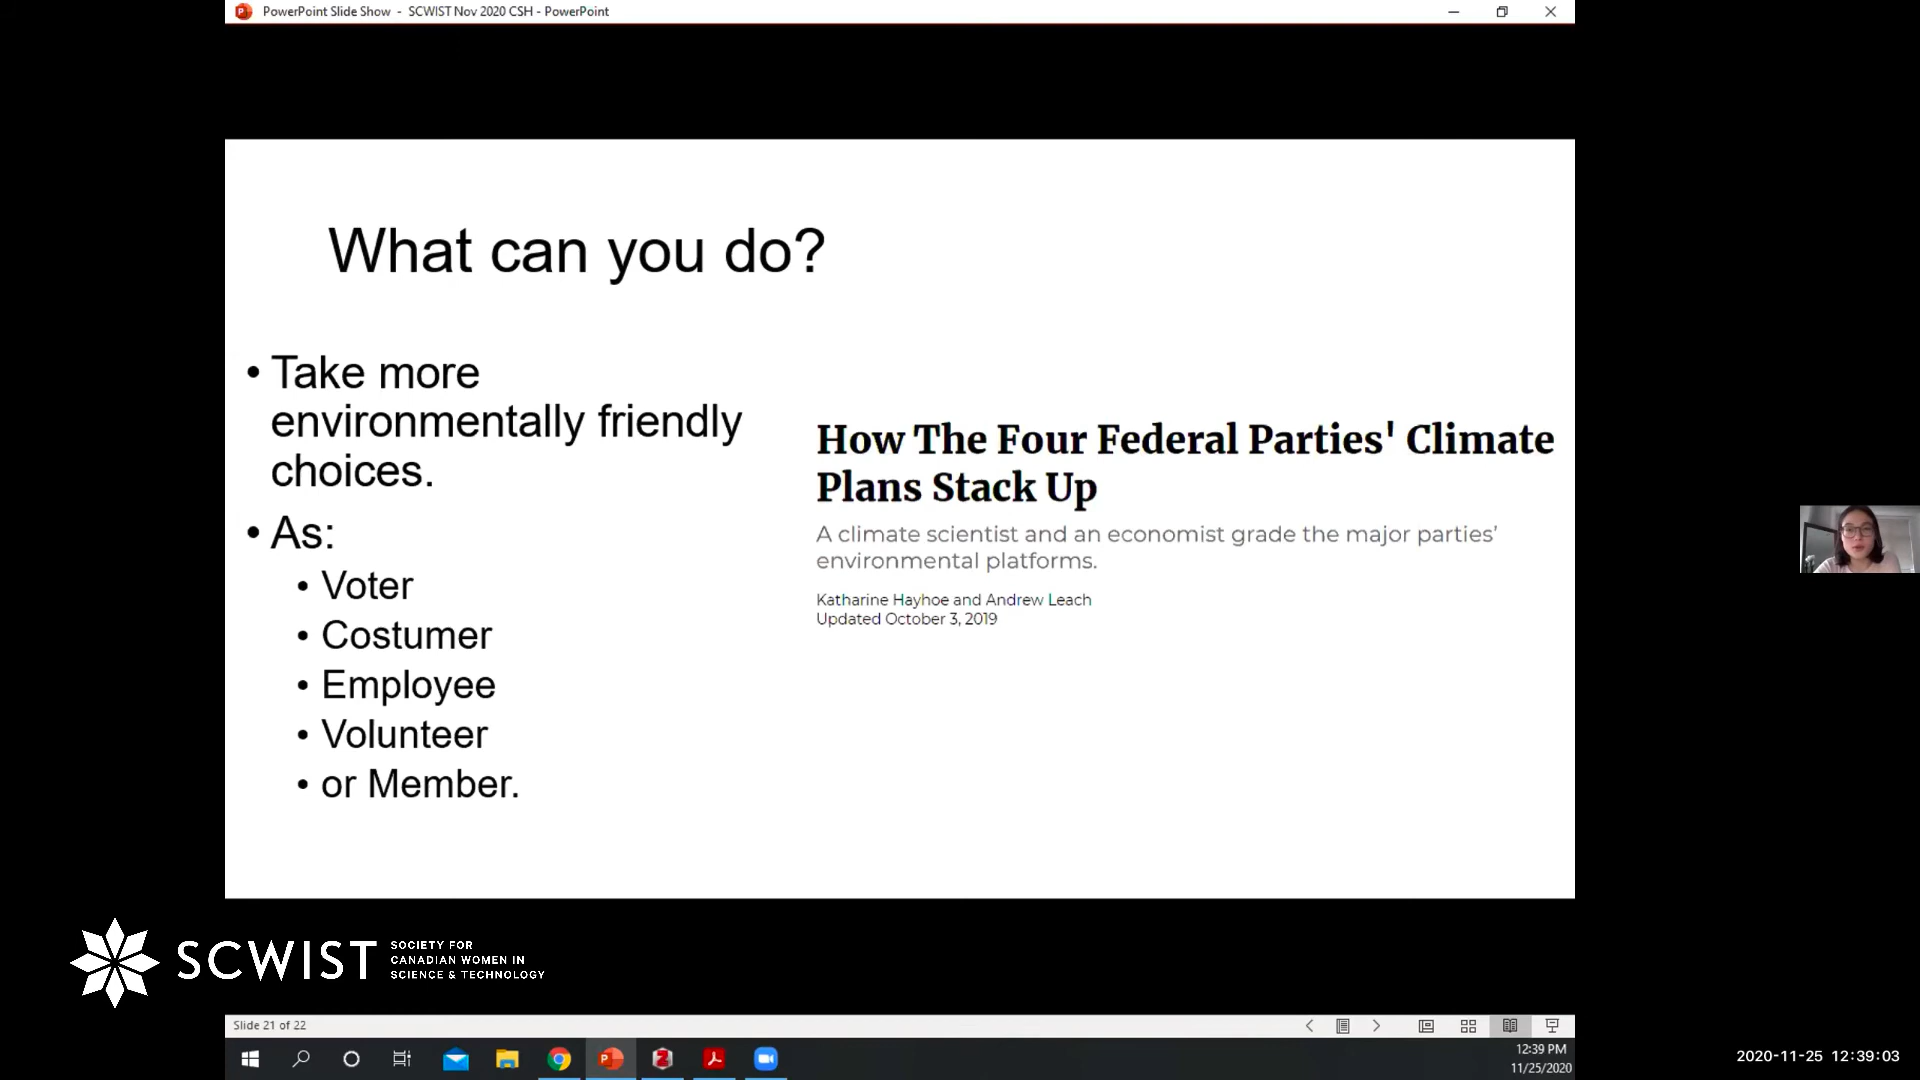 PowerPoint Slide Show - SCWIST Nov 2020 CSH - PowerPoint
What can you do?
• Take more
environmentally friendly
choices.
• As:
• Voter
• Costumer
• Employee
• Volunteer
• or Member.
How The Four Federal Parties' Climate
Plans Stack Up
A climate scientist and an economist grade the major parties’
environmental platforms.
Katharine Hayhoe and Andrew Leach
Updated October 3, 2019
SCWIST
SOCIETY FOR
CANADIAN WOMEN IN
SCIENCE & TECHNOLOGY
Slide 21 of 22
12:39 PM
11/25/2020
2020-11-25 12:39:03